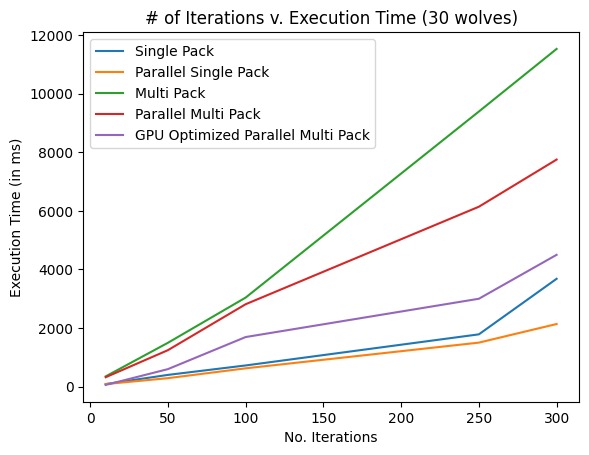 # of Iterations v. Execution Time (30 wolves)
12000
10000
8000
6000
4000
2000
0
Execution Time (in ms)
Single Pack
Parallel Single Pack
Multi Pack
Parallel Multi Pack
GPU Optimized Parallel Multi Pack
0 50 100 150 200 250 300
No. Iterations